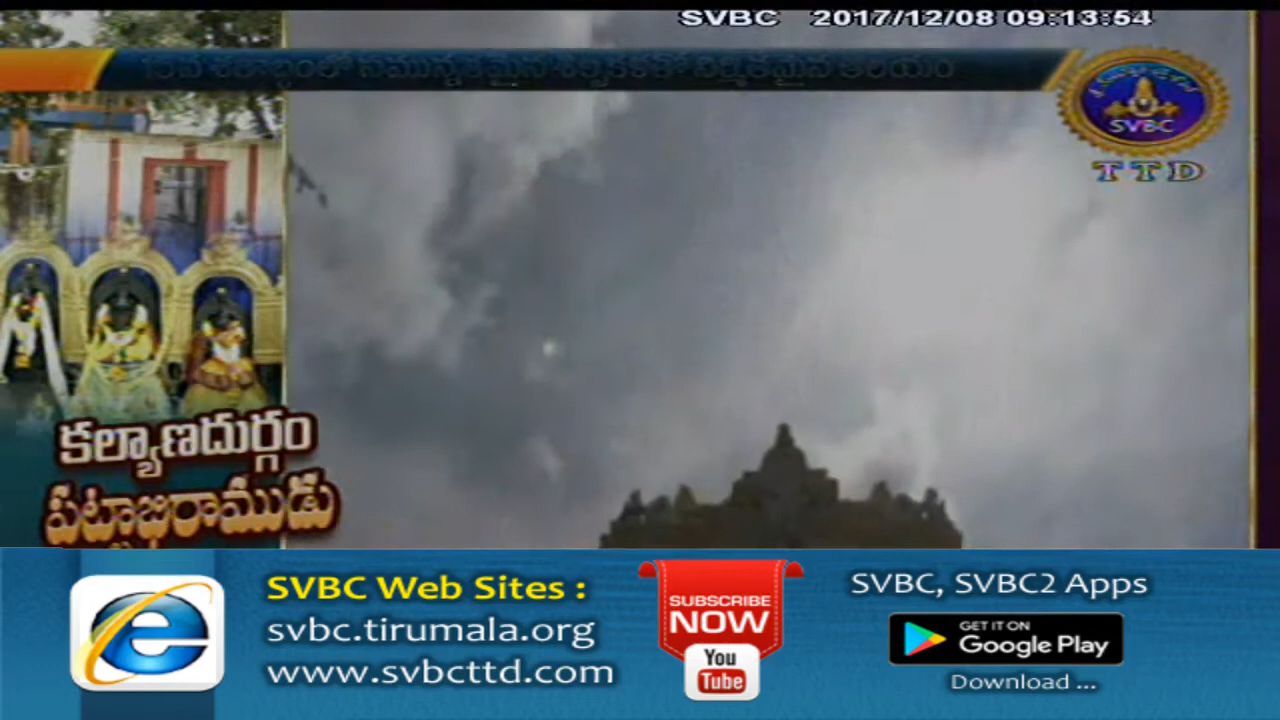 SVBC 2017/12/08 09:13:54
SVBC
TTD
కల్యాణదుర్గం
పట్టాభిరాముడు
SVBC Web Sites :
svbc.tirumala.org
www.svbcttd.com
SUBSCRIBE
NOW
You
Tube
SVBC, SVBC2 Apps
GET IT ON
Google Play
Download ...